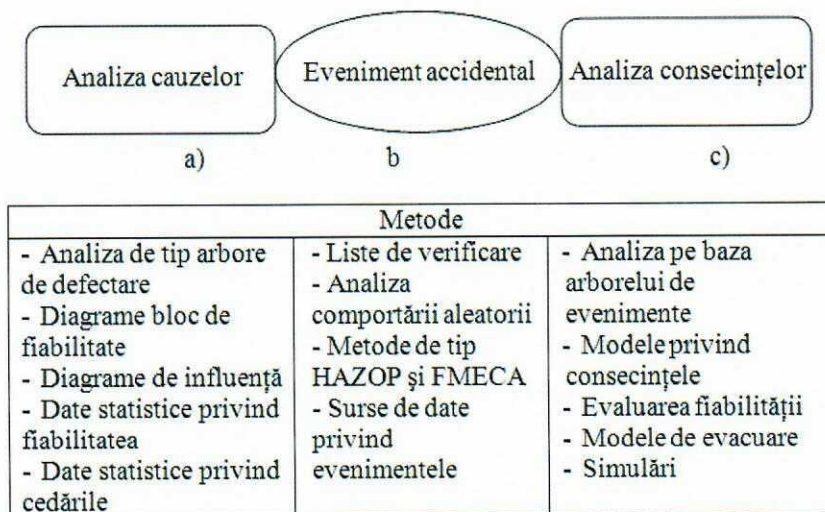 Analiza cauzelor
Eveniment accidental
Analiza consecințelor
a)
b
c)
Metode
- Analiza de tip arbore
de defectare
- Diagrame bloc de
fiabilitate
- Diagrame de influență
- Date statistice privind
fiabilitatea
- Date statistice privind
cedările
- Liste de verificare
- Analiza
comportării aleatorii
- Metode de tip
HAZOP și FMECA
- Surse de date
privind
evenimentele
- Analiza pe baza
arborelui de
evenimente
- Modele privind
consecințele
- Evaluarea fiabilității
- Modele de evacuare
- Simulări